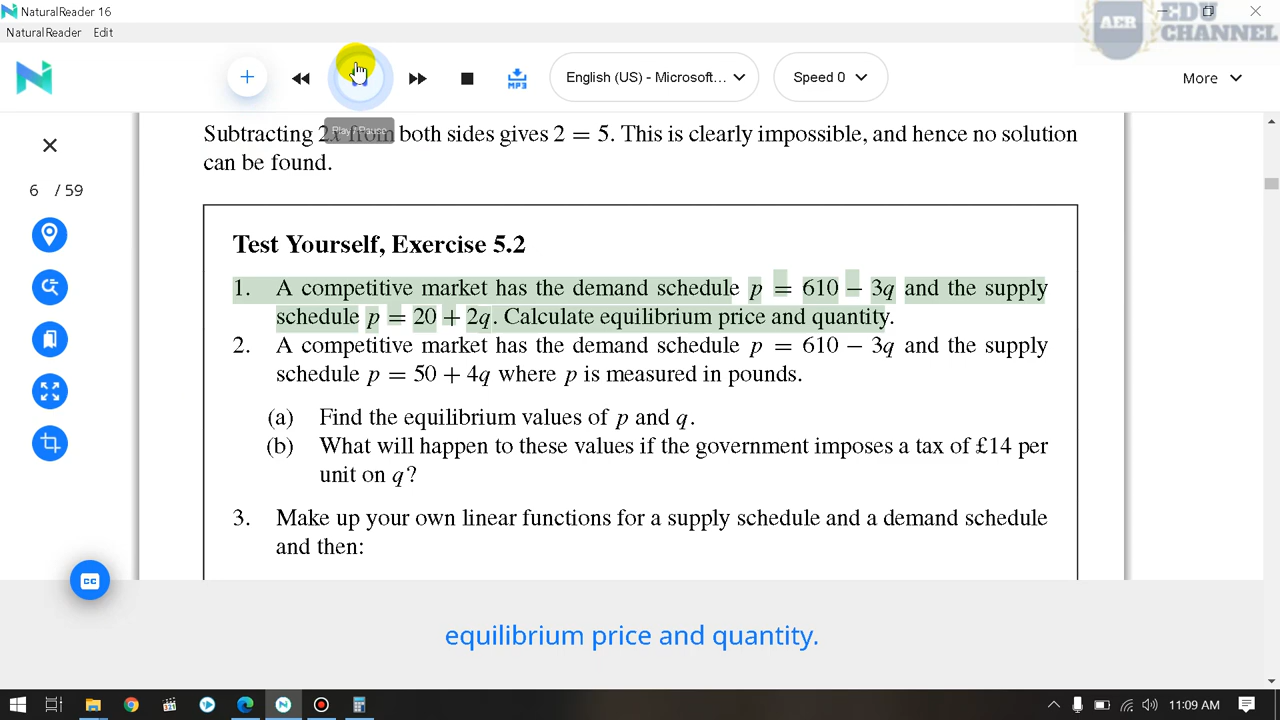 NaturalReader 16
NaturalReader Edit
AER EDU CHANNEL
MP3
English (US) - Microsoft...
Speed 0
More
Play / Pause
6 / 59
Subtracting 2x from both sides gives 2 = 5. This is clearly impossible, and hence no solution
can be found.
Test Yourself, Exercise 5.2
1. A competitive market has the demand schedule p = 610 − 3q and the supply
schedule p = 20 + 2q. Calculate equilibrium price and quantity.
2. A competitive market has the demand schedule p = 610 − 3q and the supply
schedule p = 50 + 4q where p is measured in pounds.
(a) Find the equilibrium values of p and q.
(b) What will happen to these values if the government imposes a tax of £14 per
unit on q?
3. Make up your own linear functions for a supply schedule and a demand schedule
and then:
CC
equilibrium price and quantity.
11:09 AM